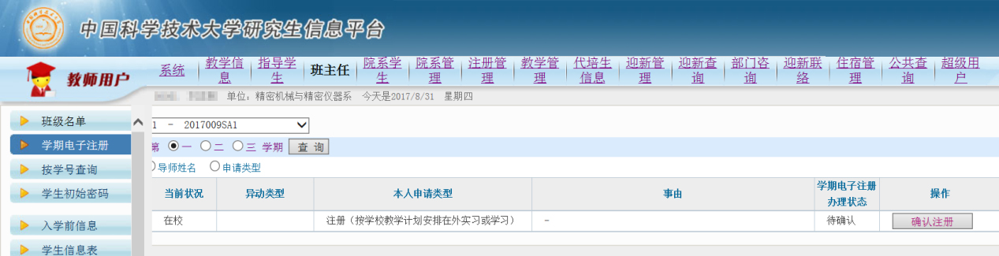 中国科学技术大学研究生信息平台
教师用户
系统 教学信息 指导学生 班主任 院系学生 院系管理 注册管理 教学管理 代培生信息 迎新管理 迎新查询 部门咨询 迎新联络 住宿管理 公共查询 超级用户
单位：精密机械与精密仪器系 今天是2017/8/31 星期四
班级名单
学期电子注册
按学号查询
学生初始密码
入学前信息
学生信息表
1 - 2017009SA1
第 一 二 三 学期 查 询
导师姓名 申请类型
当前状况 异动类型 本人申请类型 事由 学期电子注册办理状态 操作
在校 注册（按学校教学计划安排在外实习或学习） - 待确认 确认注册